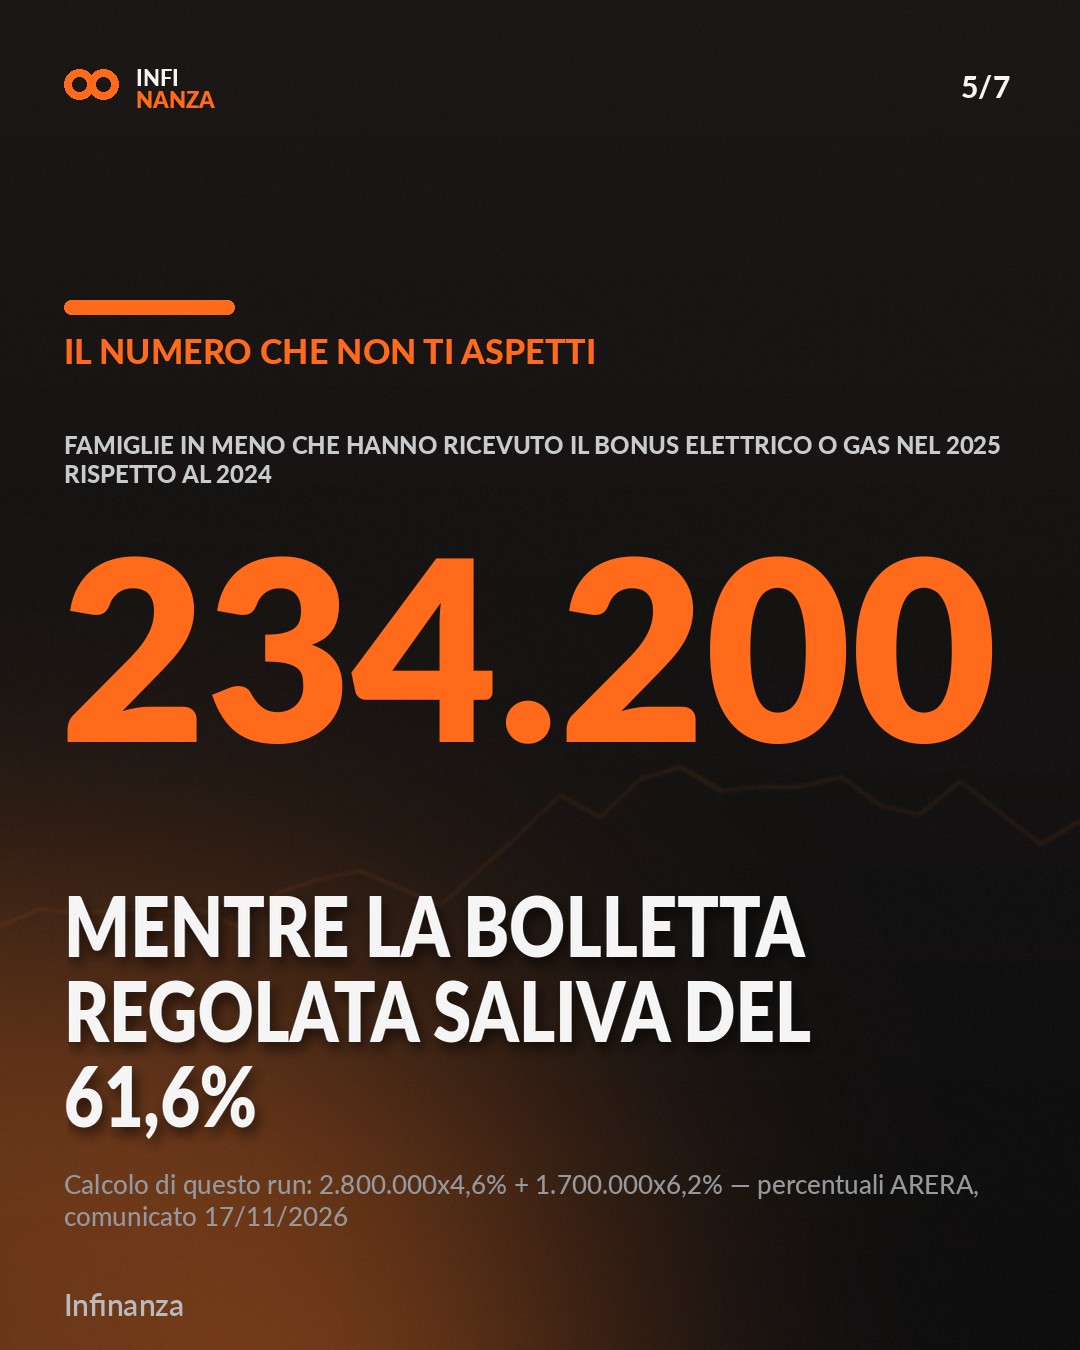 INFI
NANZA
5/7
IL NUMERO CHE NON TI ASPETTI
FAMIGLIE IN MENO CHE HANNO RICEVUTO IL BONUS ELETTRICO O GAS NEL 2025
RISPETTO AL 2024
234.200
MENTRE LA BOLLETTA
REGOLATA SALIVA DEL
61,6%
Calcolo di questo run: 2.800.000x4,6% + 1.700.000x6,2% — percentuali ARERA,
comunicato 17/11/2026
Infinanza